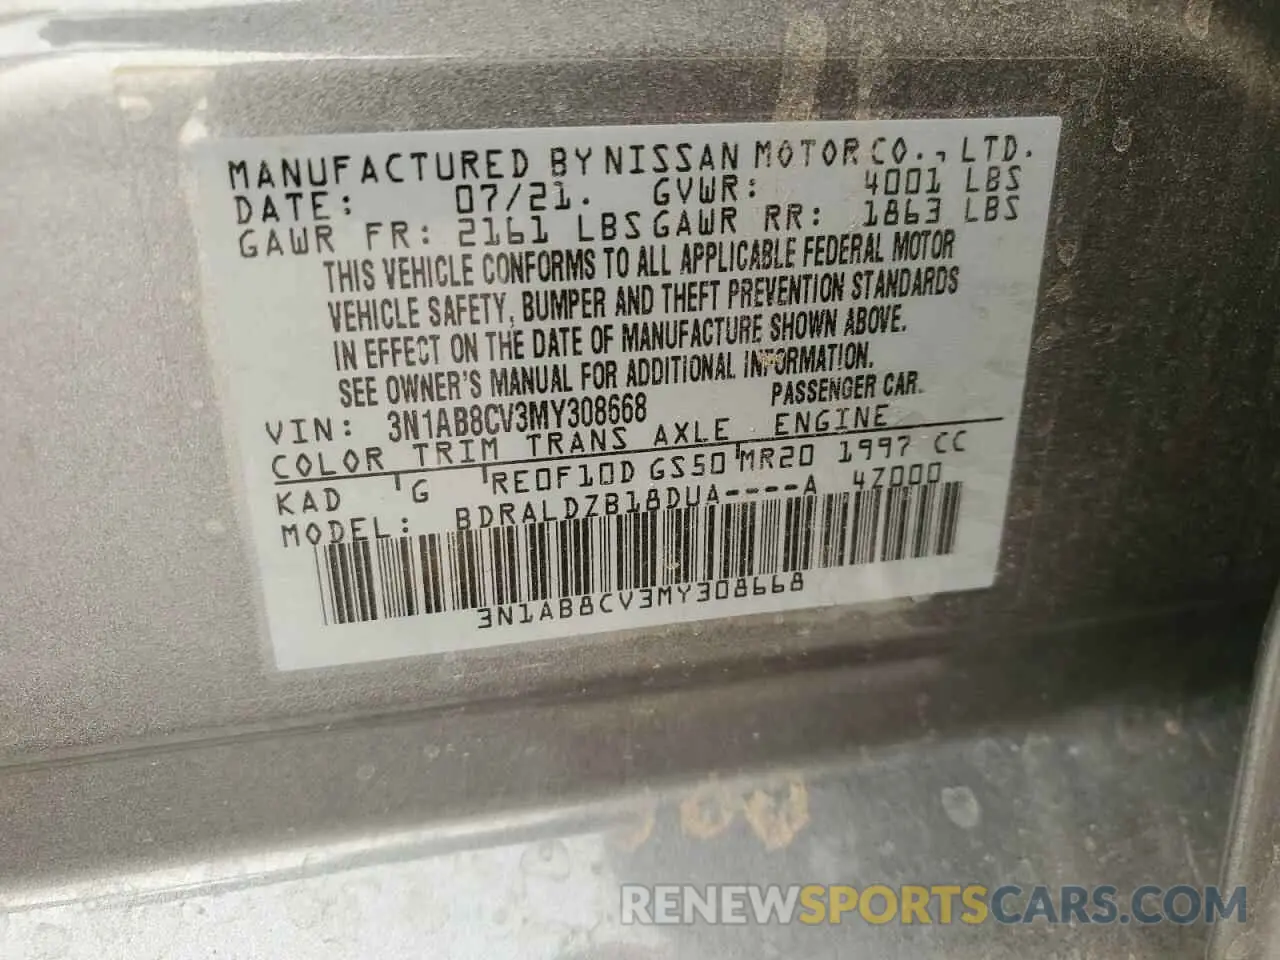 MANUFACTURED BY NISSAN MOTOR CO., LTD.
DATE: 07/21. GVWR: 4001 LBS
GAWR FR: 2161 LBS GAWR RR: 1863 LBS
THIS VEHICLE CONFORMS TO ALL APPLICABLE FEDERAL MOTOR
VEHICLE SAFETY, BUMPER AND THEFT PREVENTION STANDARDS
IN EFFECT ON THE DATE OF MANUFACTURE SHOWN ABOVE.
SEE OWNER'S MANUAL FOR ADDITIONAL INFORMATION.
VIN: 3N1AB8CV3MY308668 PASSENGER CAR.
COLOR TRIM TRANS AXLE ENGINE
KAD G RE0F10D GS50 MR20 1997 CC
MODEL: BDRALDZB18DUA----A 4Z000
3N1AB8CV3MY308668
RENEWSPORTSCARS.COM